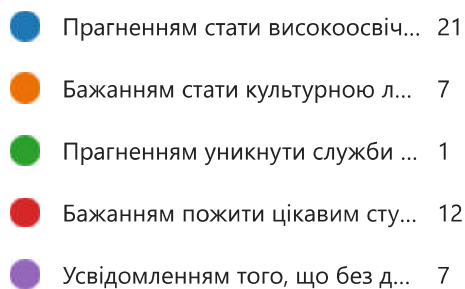 Прагненням стати високоосвіч... 21
Бажанням стати культурною л... 7
Прагненням уникнути служби ... 1
Бажанням пожити цікавим сту... 12
Усвідомленням того, що без д... 7